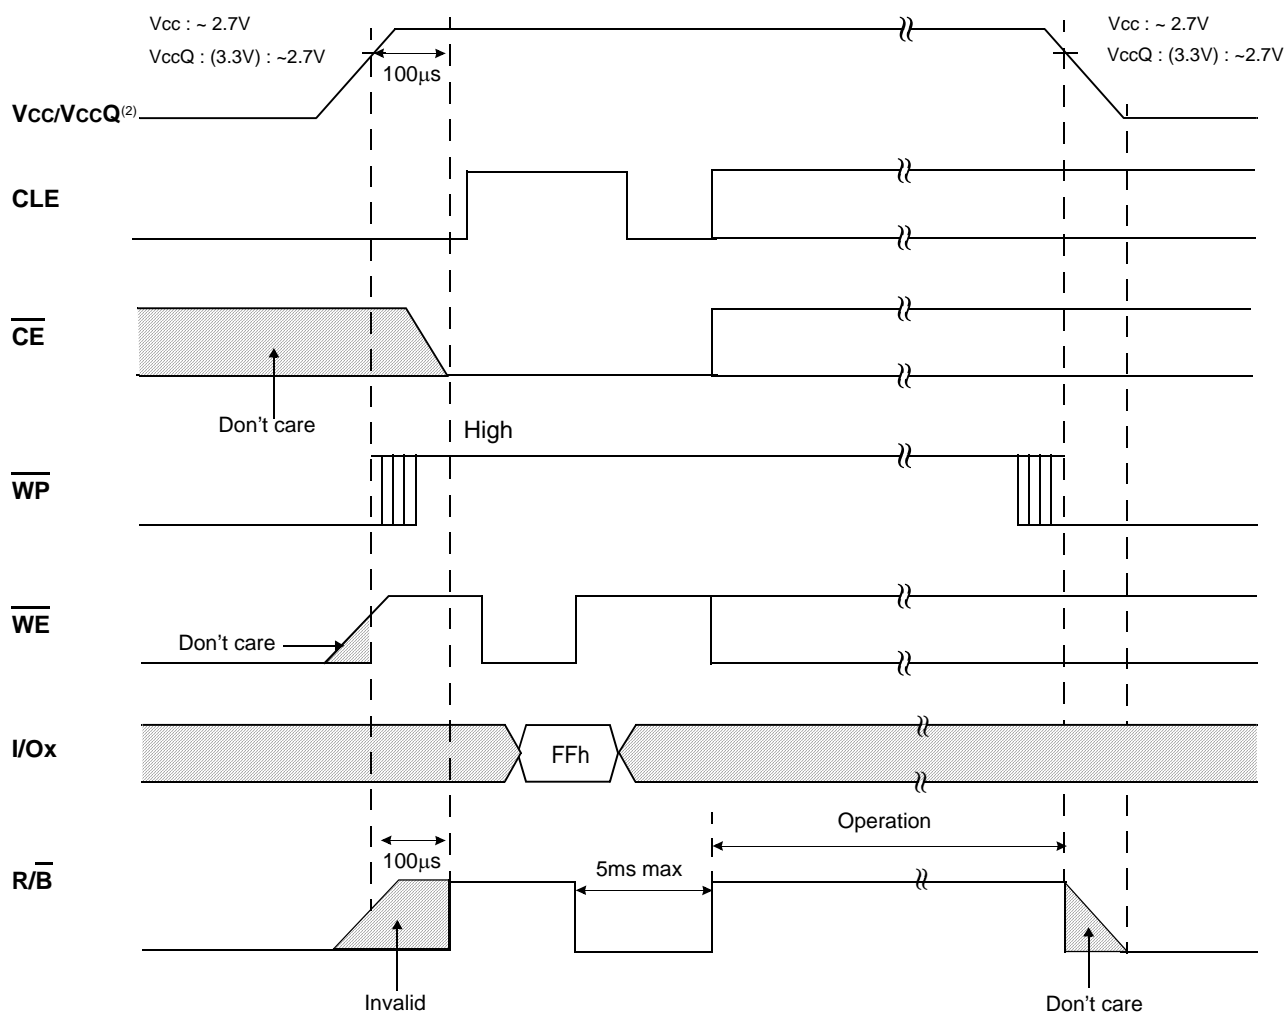 Vcc : ~ 2.7V
VccQ : (3.3V) : ~2.7V
100μs
Vcc : ~ 2.7V
VccQ : (3.3V) : ~2.7V
Vcc/VccQ(2)
CLE
CE
Don't care
High
WP
WE
Don't care
I/Ox
FFh
Operation
100μs
5ms max
R/B
Invalid
Don't care